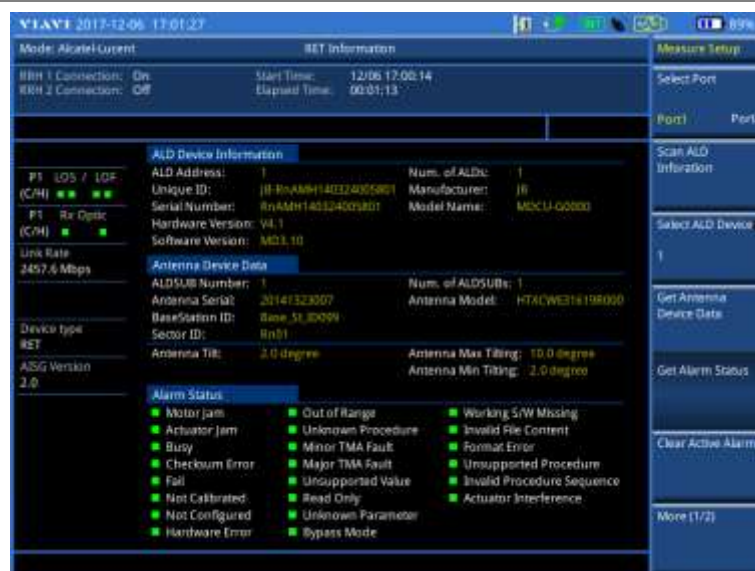 VIAVI 2017-12-06 17:01:27
89%
Mode: Alcatel-Lucent
RET Information
Measure Setup
RRH 1 Connection: On
Start Time: 12/06 17:00:14
RRH 2 Connection: Off
Elapsed Time: 00:01:13
Select Port
Port1 Port
ALD Device Information
ALD Address: 1
Num. of ALDs: 1
Unique ID: JB-RnAMH140324005801
Manufacturer: JB
Serial Number: RnAMH140324005801
Model Name: MDCU-G0000
Hardware Version: V4.1
Software Version: MD3.10
P1 LOS / LOF
(C/H)
P1 Rx Optic
(C/H)
Link Rate
2457.6 Mbps
Device type
RET
AISG Version
2.0
Antenna Device Data
ALDSUB Number: 1
Num. of ALDSUBs: 1
Antenna Serial: 20141323007
Antenna Model:
BaseStation ID:
Sector ID: Rn01
Antenna Tilt: 2.0 degree
Antenna Max Tilting: 10.0 degree
Antenna Min Tilting: 2.0 degree
Alarm Status
Motor Jam
Out of Range
Working S/W Missing
Actuator Jam
Unknown Procedure
Invalid File Content
Busy
Minor TMA Fault
Format Error
Checksum Error
Major TMA Fault
Unsupported Procedure
Fail
Unsupported Value
Invalid Procedure Sequence
Not Calibrated
Read Only
Actuator Interference
Not Configured
Unknown Parameter
Hardware Error
Bypass Mode
Scan ALD
Inforation
Select ALD Device
1
Get Antenna
Device Data
Get Alarm Status
Clear Active Alarm
More (1/2)